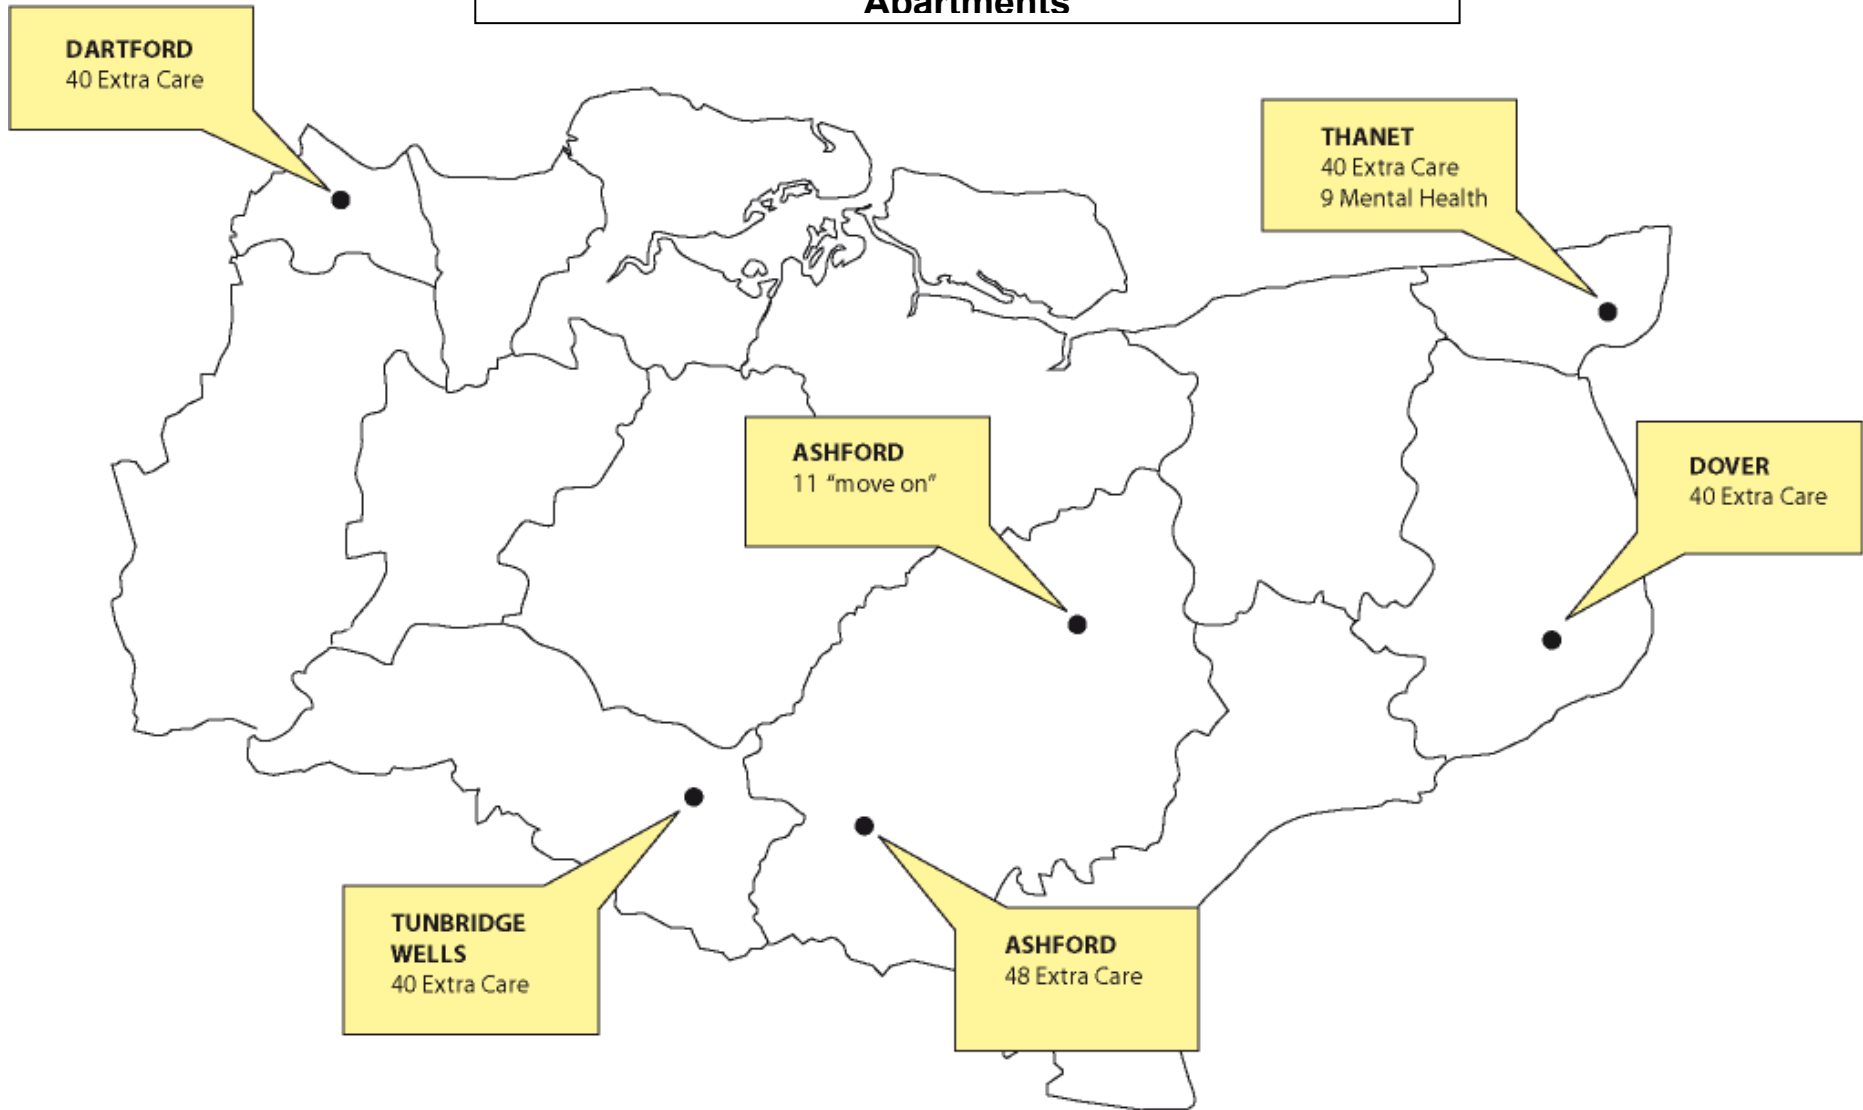 Apartments
DARTFORD
40 Extra Care
THANET
40 Extra Care
9 Mental Health
ASHFORD
11 “move on”
DOVER
40 Extra Care
TUNBRIDGE
WELLS
40 Extra Care
ASHFORD
48 Extra Care